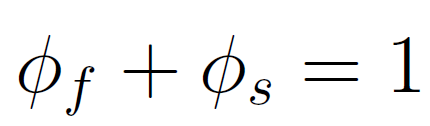 ϕ_f + ϕ_s = 1